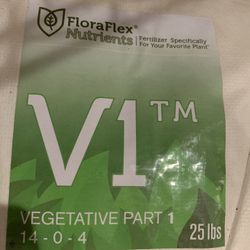 FloraFlex®
Nutrients
Fertilizer Specifically
For Your Favorite Plant
V1™
VEGETATIVE PART 1
14 - 0 - 4
25 lbs